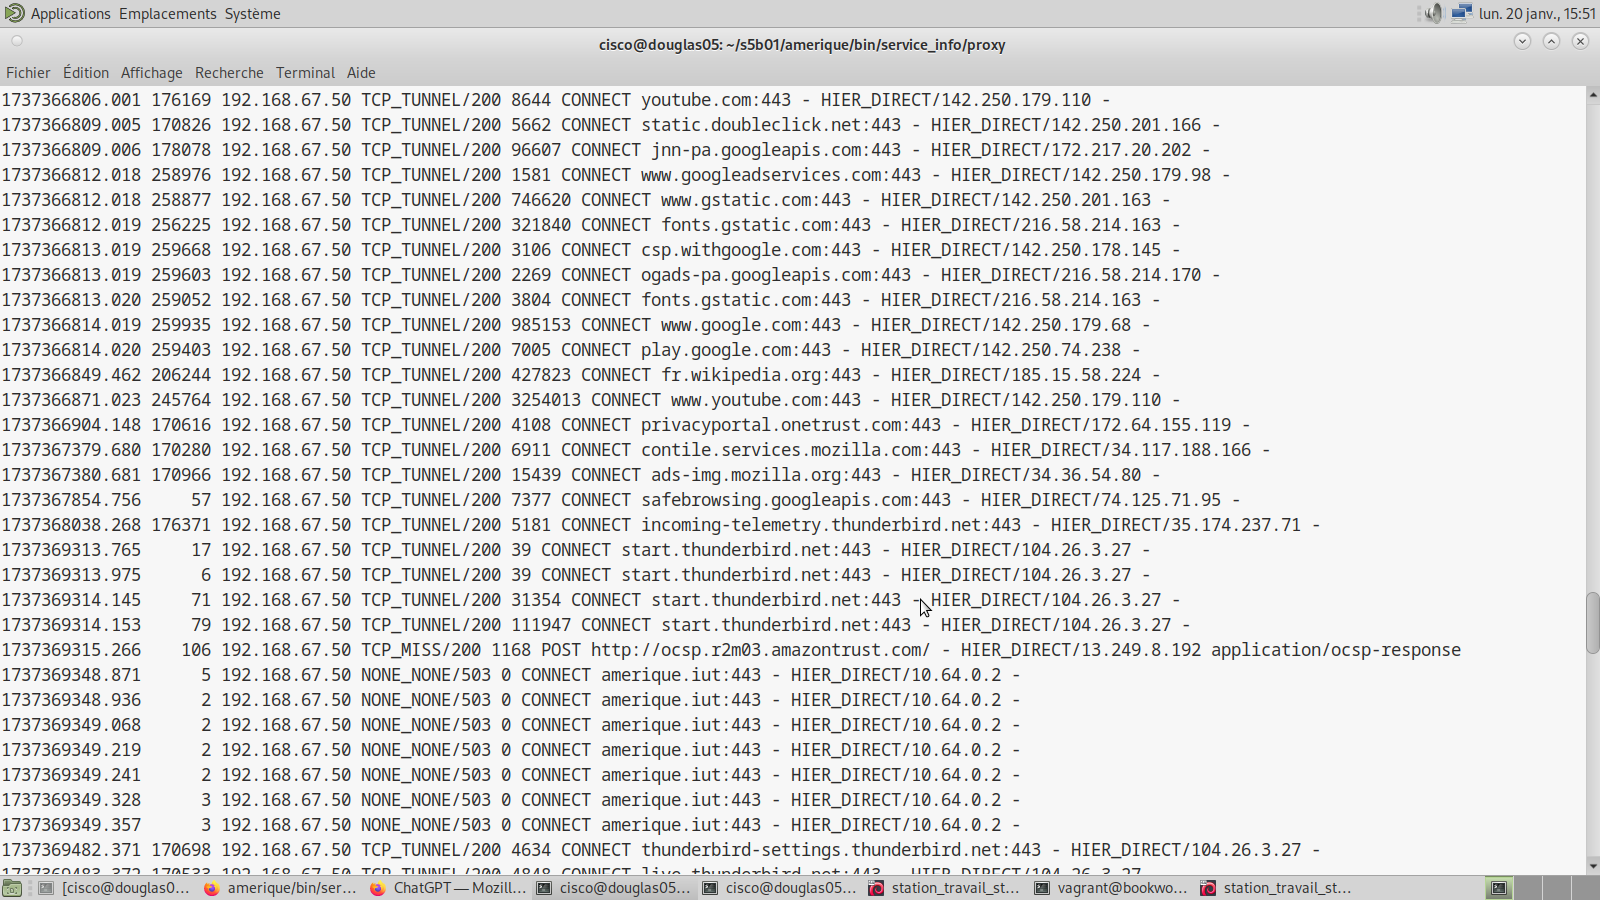 Applications Emplacements Système lun. 20 janv., 15:51
cisco@douglas05: ~/s5b01/amerique/bin/service_info/proxy
Fichier Édition Affichage Recherche Terminal Aide
1737366806.001 176169 192.168.67.50 TCP_TUNNEL/200 8644 CONNECT youtube.com:443 - HIER_DIRECT/142.250.179.110 -
1737366809.005 170826 192.168.67.50 TCP_TUNNEL/200 5662 CONNECT static.doubleclick.net:443 - HIER_DIRECT/142.250.201.166 -
1737366809.006 178078 192.168.67.50 TCP_TUNNEL/200 96607 CONNECT jnn-pa.googleapis.com:443 - HIER_DIRECT/172.217.20.202 -
1737366812.018 258976 192.168.67.50 TCP_TUNNEL/200 1581 CONNECT www.googleadservices.com:443 - HIER_DIRECT/142.250.179.98 -
1737366812.018 258877 192.168.67.50 TCP_TUNNEL/200 746620 CONNECT www.gstatic.com:443 - HIER_DIRECT/142.250.201.163 -
1737366812.019 256225 192.168.67.50 TCP_TUNNEL/200 321840 CONNECT fonts.gstatic.com:443 - HIER_DIRECT/216.58.214.163 -
1737366813.019 259668 192.168.67.50 TCP_TUNNEL/200 3106 CONNECT csp.withgoogle.com:443 - HIER_DIRECT/142.250.178.145 -
1737366813.019 259603 192.168.67.50 TCP_TUNNEL/200 2269 CONNECT ogads-pa.googleapis.com:443 - HIER_DIRECT/216.58.214.170 -
1737366813.020 259052 192.168.67.50 TCP_TUNNEL/200 3804 CONNECT fonts.gstatic.com:443 - HIER_DIRECT/216.58.214.163 -
1737366814.019 259935 192.168.67.50 TCP_TUNNEL/200 985153 CONNECT www.google.com:443 - HIER_DIRECT/142.250.179.68 -
1737366814.020 259403 192.168.67.50 TCP_TUNNEL/200 7005 CONNECT play.google.com:443 - HIER_DIRECT/142.250.74.238 -
1737366849.462 206244 192.168.67.50 TCP_TUNNEL/200 427823 CONNECT fr.wikipedia.org:443 - HIER_DIRECT/185.15.58.224 -
1737366871.023 245764 192.168.67.50 TCP_TUNNEL/200 3254013 CONNECT www.youtube.com:443 - HIER_DIRECT/142.250.179.110 -
1737366904.148 170616 192.168.67.50 TCP_TUNNEL/200 4108 CONNECT privacyportal.onetrust.com:443 - HIER_DIRECT/172.64.155.119 -
1737367379.680 170280 192.168.67.50 TCP_TUNNEL/200 6911 CONNECT contile.services.mozilla.com:443 - HIER_DIRECT/34.117.188.166 -
1737367380.681 170966 192.168.67.50 TCP_TUNNEL/200 15439 CONNECT ads-img.mozilla.org:443 - HIER_DIRECT/34.36.54.80 -
1737367854.756 57 192.168.67.50 TCP_TUNNEL/200 7377 CONNECT safebrowsing.googleapis.com:443 - HIER_DIRECT/74.125.71.95 -
1737368038.268 176371 192.168.67.50 TCP_TUNNEL/200 5181 CONNECT incoming-telemetry.thunderbird.net:443 - HIER_DIRECT/35.174.237.71 -
1737369313.765 17 192.168.67.50 TCP_TUNNEL/200 39 CONNECT start.thunderbird.net:443 - HIER_DIRECT/104.26.3.27 -
1737369313.975 6 192.168.67.50 TCP_TUNNEL/200 39 CONNECT start.thunderbird.net:443 - HIER_DIRECT/104.26.3.27 -
1737369314.145 71 192.168.67.50 TCP_TUNNEL/200 31354 CONNECT start.thunderbird.net:443 - HIER_DIRECT/104.26.3.27 -
1737369314.153 79 192.168.67.50 TCP_TUNNEL/200 111947 CONNECT start.thunderbird.net:443 - HIER_DIRECT/104.26.3.27 -
1737369315.266 106 192.168.67.50 TCP_MISS/200 1168 POST http://ocsp.r2m03.amazontrust.com/ - HIER_DIRECT/13.249.8.192 application/ocsp-response
1737369348.871 5 192.168.67.50 NONE_NONE/503 0 CONNECT amerique.iut:443 - HIER_DIRECT/10.64.0.2 -
1737369348.936 2 192.168.67.50 NONE_NONE/503 0 CONNECT amerique.iut:443 - HIER_DIRECT/10.64.0.2 -
1737369349.068 2 192.168.67.50 NONE_NONE/503 0 CONNECT amerique.iut:443 - HIER_DIRECT/10.64.0.2 -
1737369349.219 2 192.168.67.50 NONE_NONE/503 0 CONNECT amerique.iut:443 - HIER_DIRECT/10.64.0.2 -
1737369349.241 2 192.168.67.50 NONE_NONE/503 0 CONNECT amerique.iut:443 - HIER_DIRECT/10.64.0.2 -
1737369349.328 3 192.168.67.50 NONE_NONE/503 0 CONNECT amerique.iut:443 - HIER_DIRECT/10.64.0.2 -
1737369349.357 3 192.168.67.50 NONE_NONE/503 0 CONNECT amerique.iut:443 - HIER_DIRECT/10.64.0.2 -
1737369482.371 170698 192.168.67.50 TCP_TUNNEL/200 4634 CONNECT thunderbird-settings.thunderbird.net:443 - HIER_DIRECT/104.26.3.27 -
[cisco@douglas0... amerique/bin/ser... ChatGPT — Mozill... cisco@douglas05... cisco@douglas05... station_travail_st... vagrant@bookwo... station_travail_st...